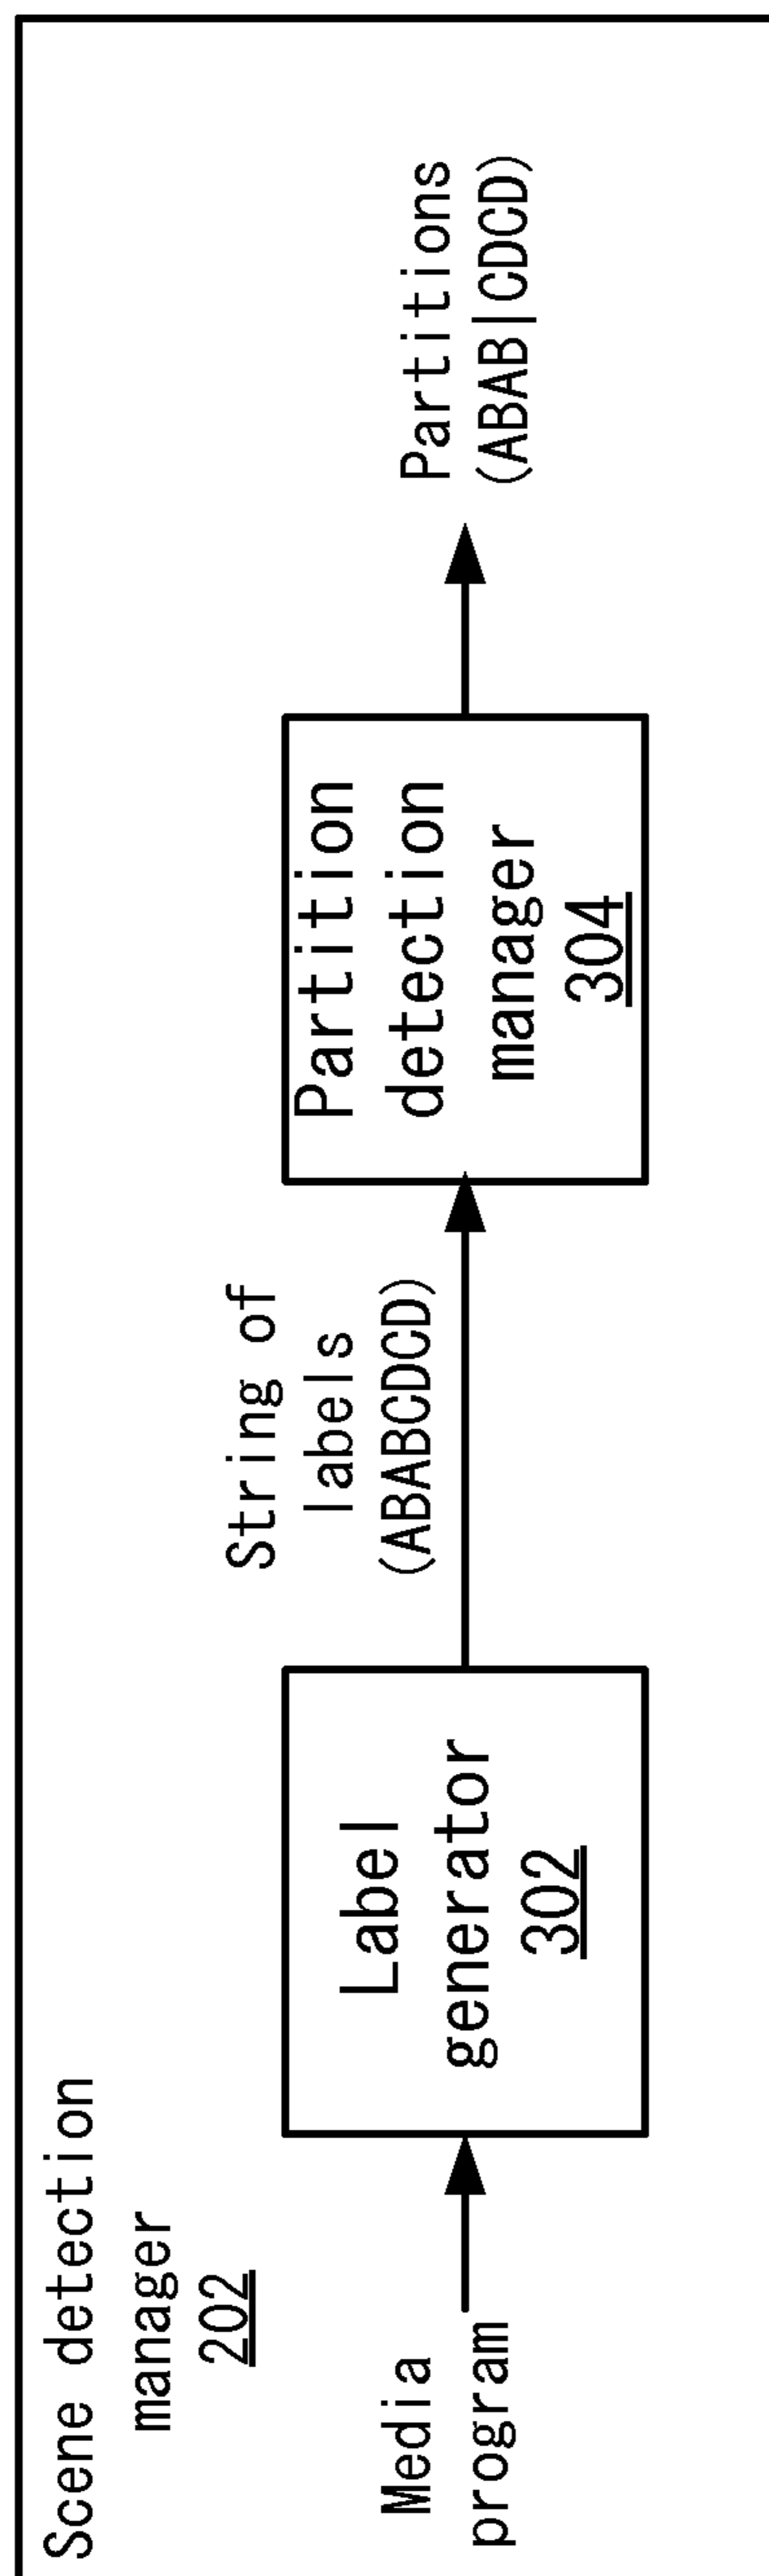 Scene detection
manager
202
Media
program
Label
generator
302
String of
labels
(ABABCDCD)
Partition
detection
manager
304
Partitions
(ABAB|CDCD)